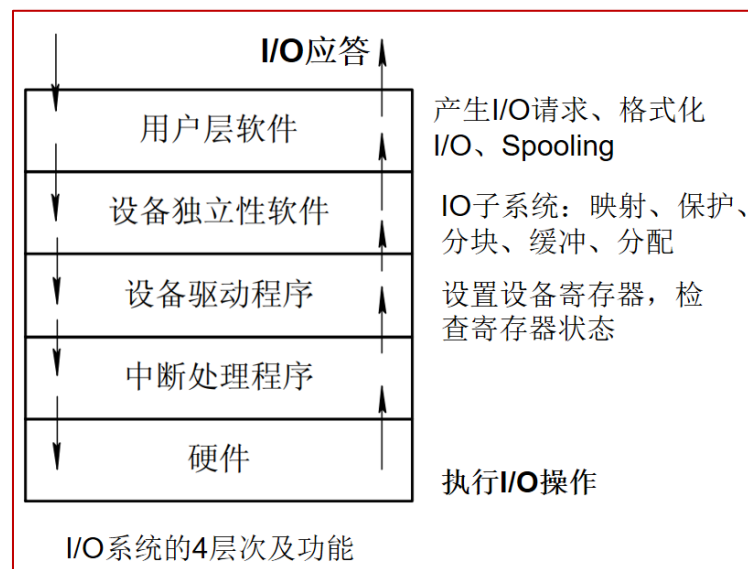 I/O应答
用户层软件
产生I/O请求、格式化
I/O、Spooling
设备独立性软件
IO子系统：映射、保护、
分块、缓冲、分配
设备驱动程序
设置设备寄存器，检
查寄存器状态
中断处理程序
硬件
执行I/O操作
I/O系统的4层次及功能